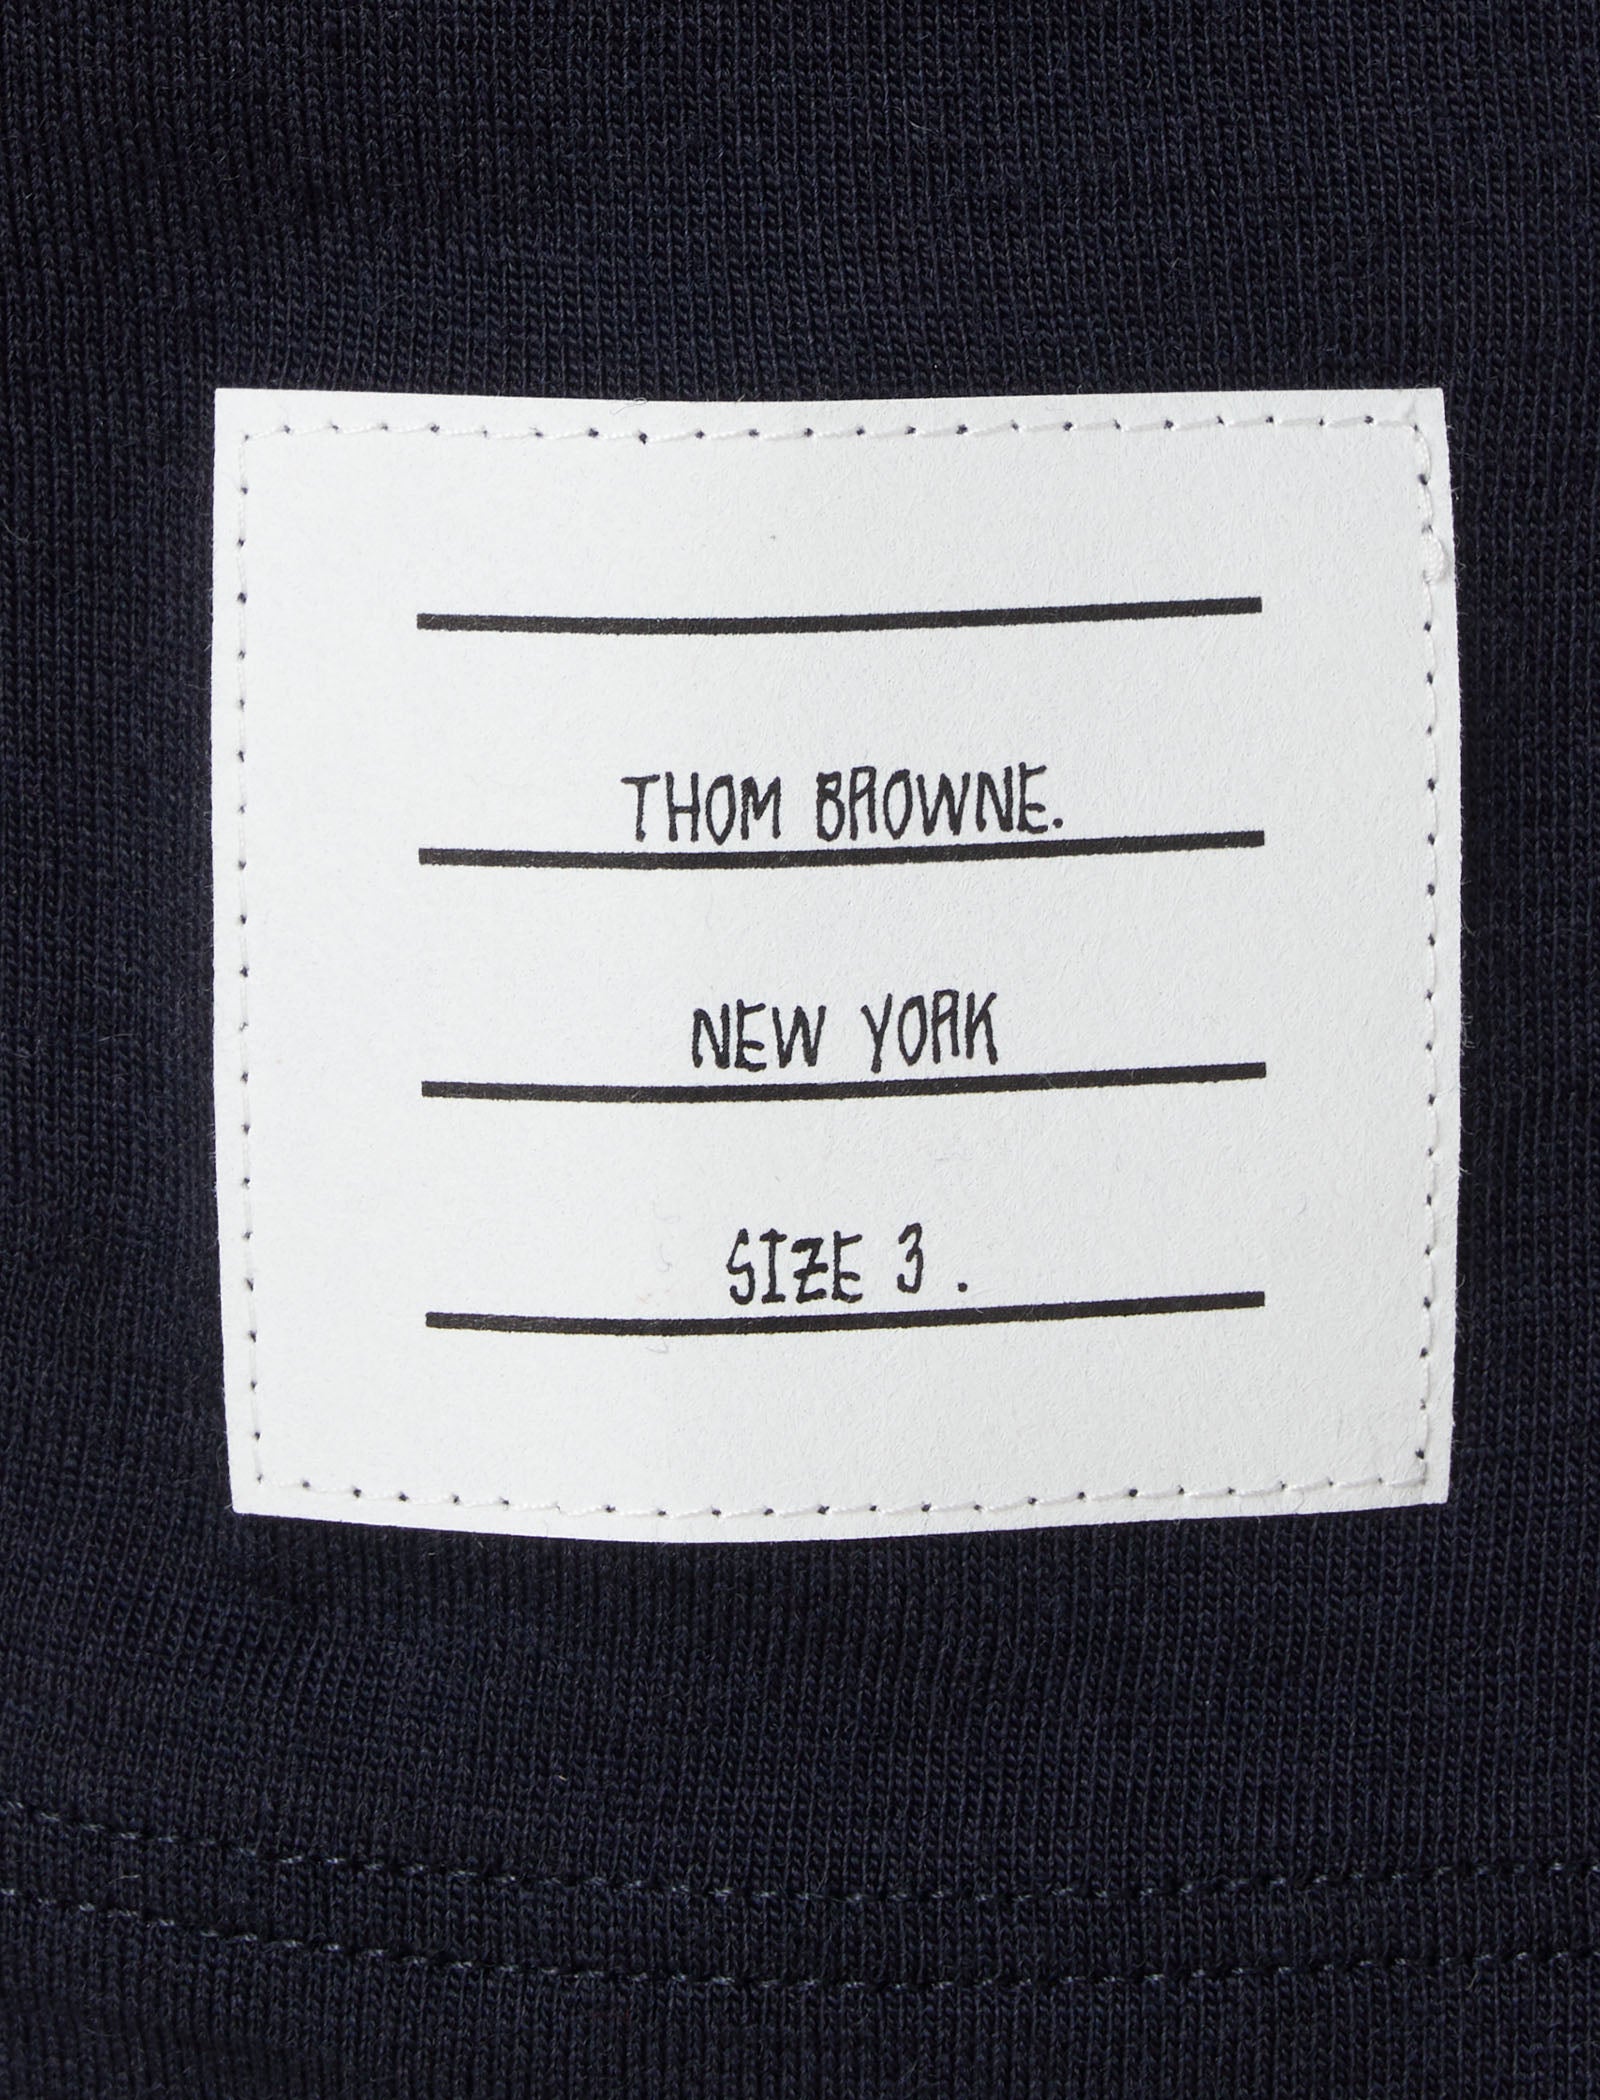 THOM BROWNE.
NEW YORK
SIZE 3 .